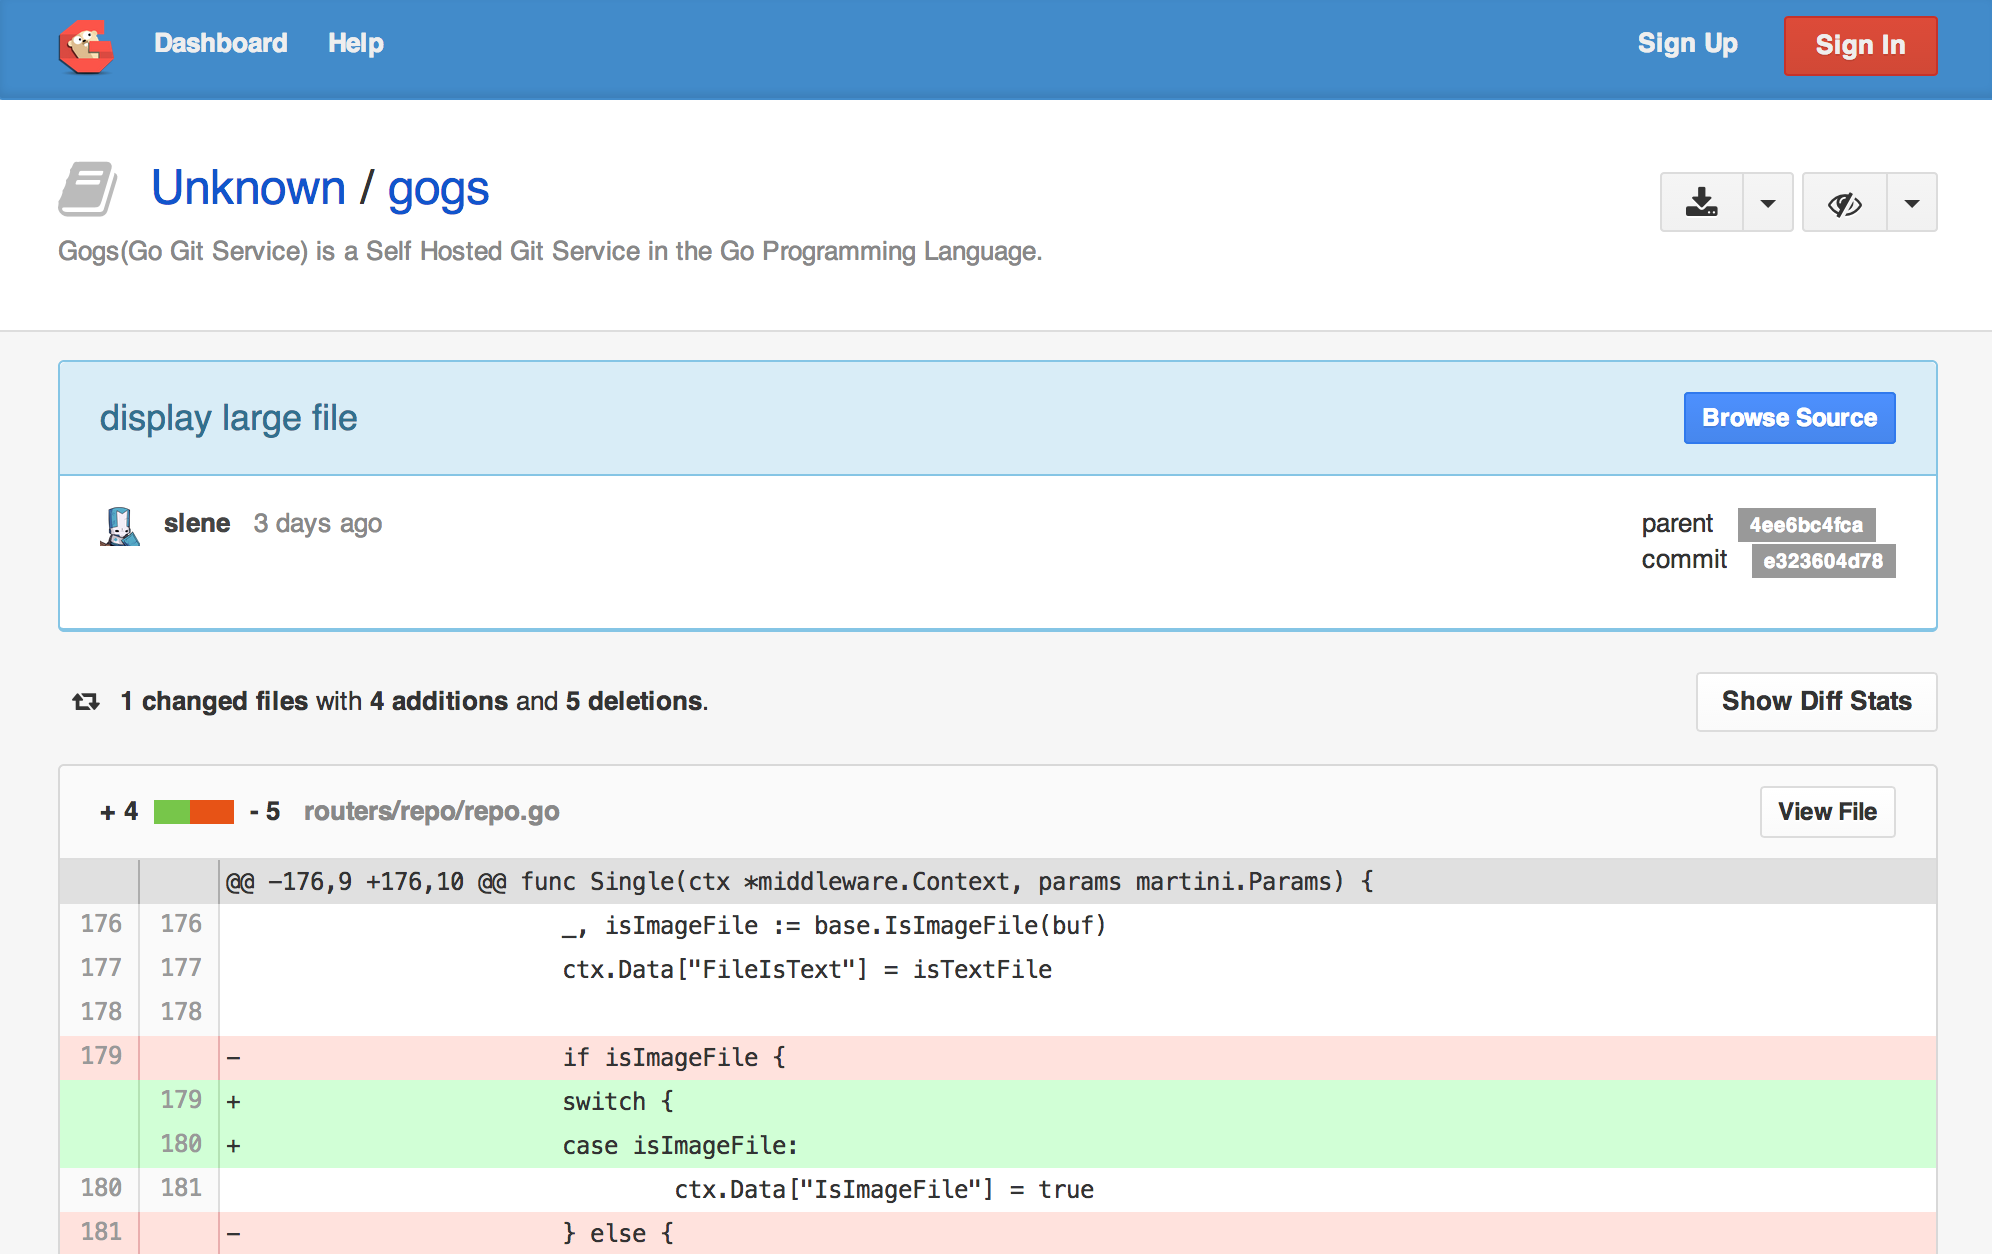 Dashboard Help Sign Up Sign In
Unknown / gogs
Gogs(Go Git Service) is a Self Hosted Git Service in the Go Programming Language.
display large file Browse Source
slene 3 days ago parent 4ee6bc4fca
commit e323604d78
1 changed files with 4 additions and 5 deletions. Show Diff Stats
+ 4 - 5 routers/repo/repo.go View File
@@ -176,9 +176,10 @@ func Single(ctx *middleware.Context, params martini.Params) {
176 176 _, isImageFile := base.IsImageFile(buf)
177 177 ctx.Data["FileIsText"] = isTextFile
178 178
179 - if isImageFile {
179 + switch {
180 + case isImageFile:
180 181 ctx.Data["IsImageFile"] = true
181 - } else {